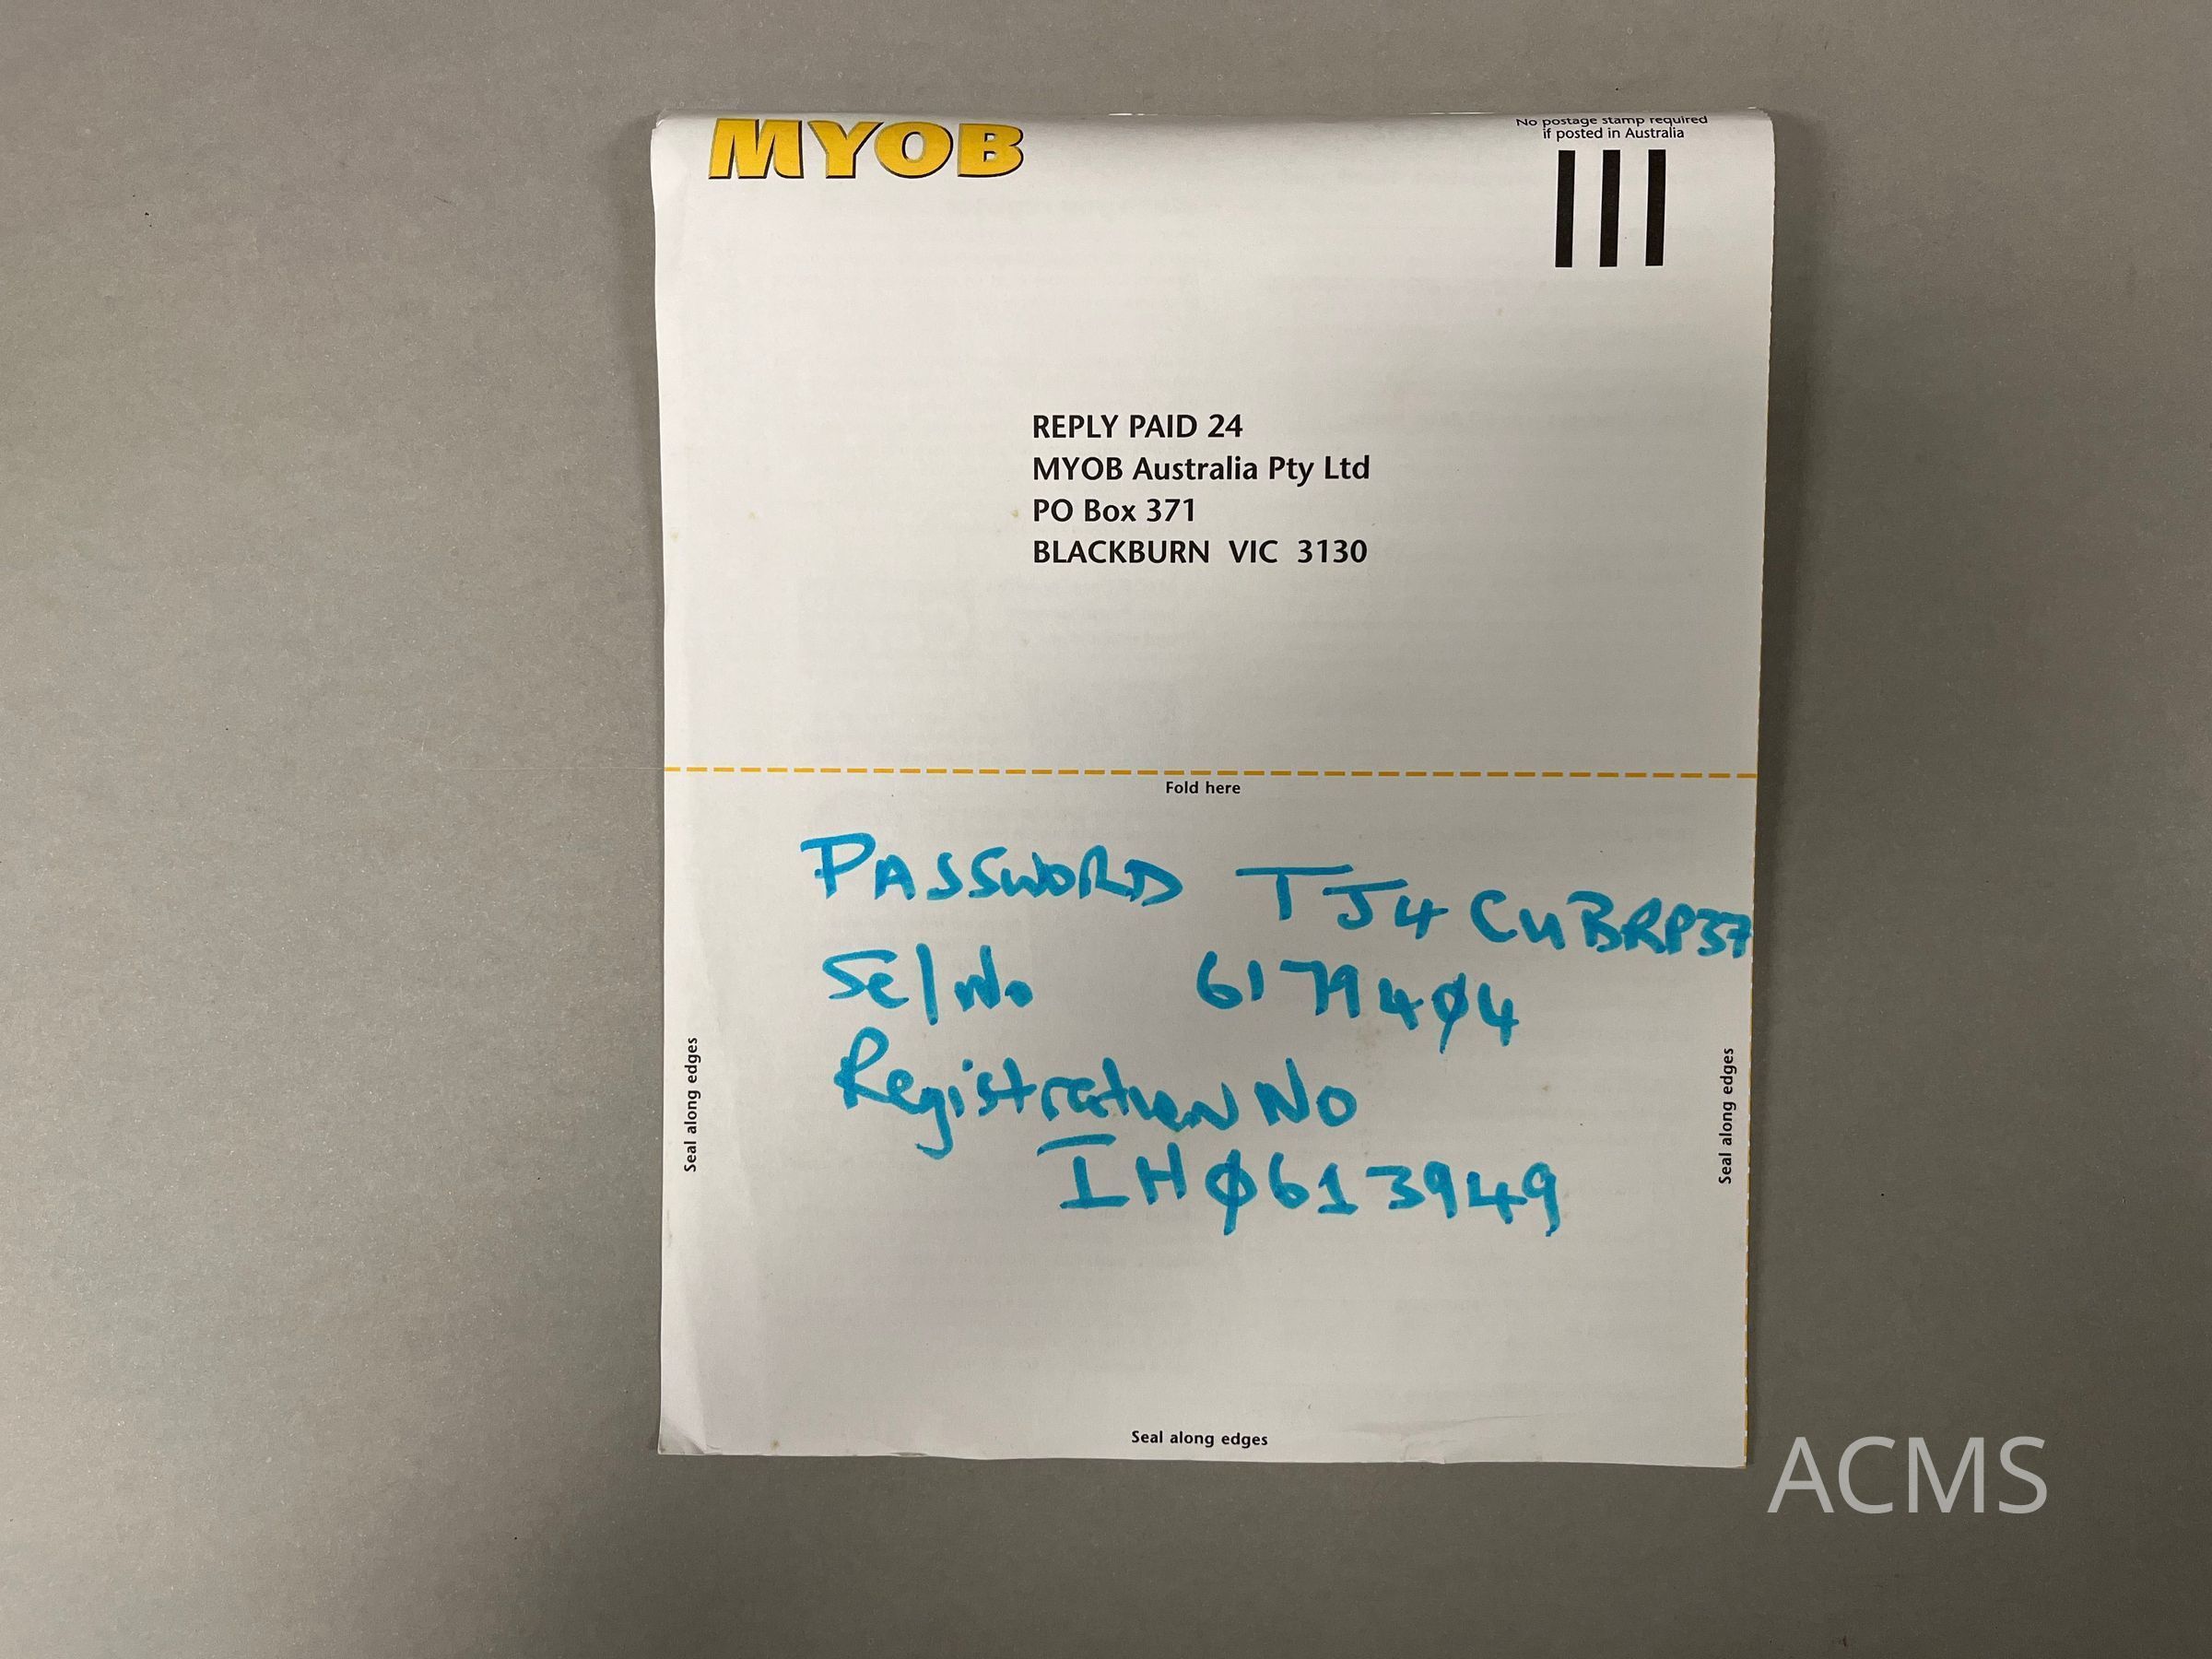 MYOB
No postage stamp required
if posted in Australia
REPLY PAID 24
MYOB Australia Pty Ltd
PO Box 371
BLACKBURN VIC 3130
Fold here
PASSWORD TJ4CUBRP37
Se/No 6179404
Registration No
IH0613949
Seal along edges
Seal along edges
Seal along edges
ACMS